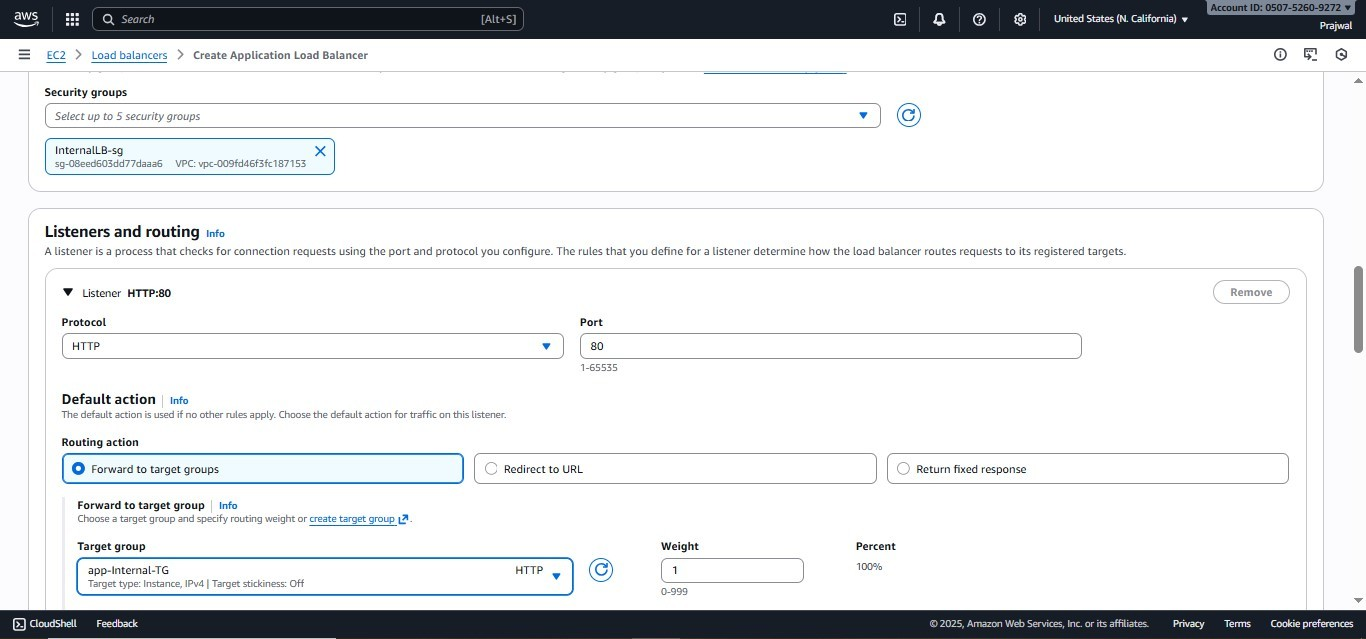 aws
Search [Alt+S]
United States (N. California)
Account ID: 0507-5260-9272
Prajwal
EC2 > Load balancers > Create Application Load Balancer
Security groups
Select up to 5 security groups
InternalLB-sg
sg-08eed603dd77daaa6 VPC: vpc-009fd46f3fc187153
Listeners and routing Info
A listener is a process that checks for connection requests using the port and protocol you configure. The rules that you define for a listener determine how the load balancer routes requests to its registered targets.
Listener HTTP:80
Remove
Protocol Port
HTTP 80
1-65535
Default action Info
The default action is used if no other rules apply. Choose the default action for traffic on this listener.
Routing action
Forward to target groups Redirect to URL Return fixed response
Forward to target group Info
Choose a target group and specify routing weight or create target group.
Target group Weight Percent
app-Internal-TG HTTP 1 100%
Target type: Instance, IPv4 | Target stickiness: Off
0-999
CloudShell Feedback © 2025, Amazon Web Services, Inc. or its affiliates. Privacy Terms Cookie preferences